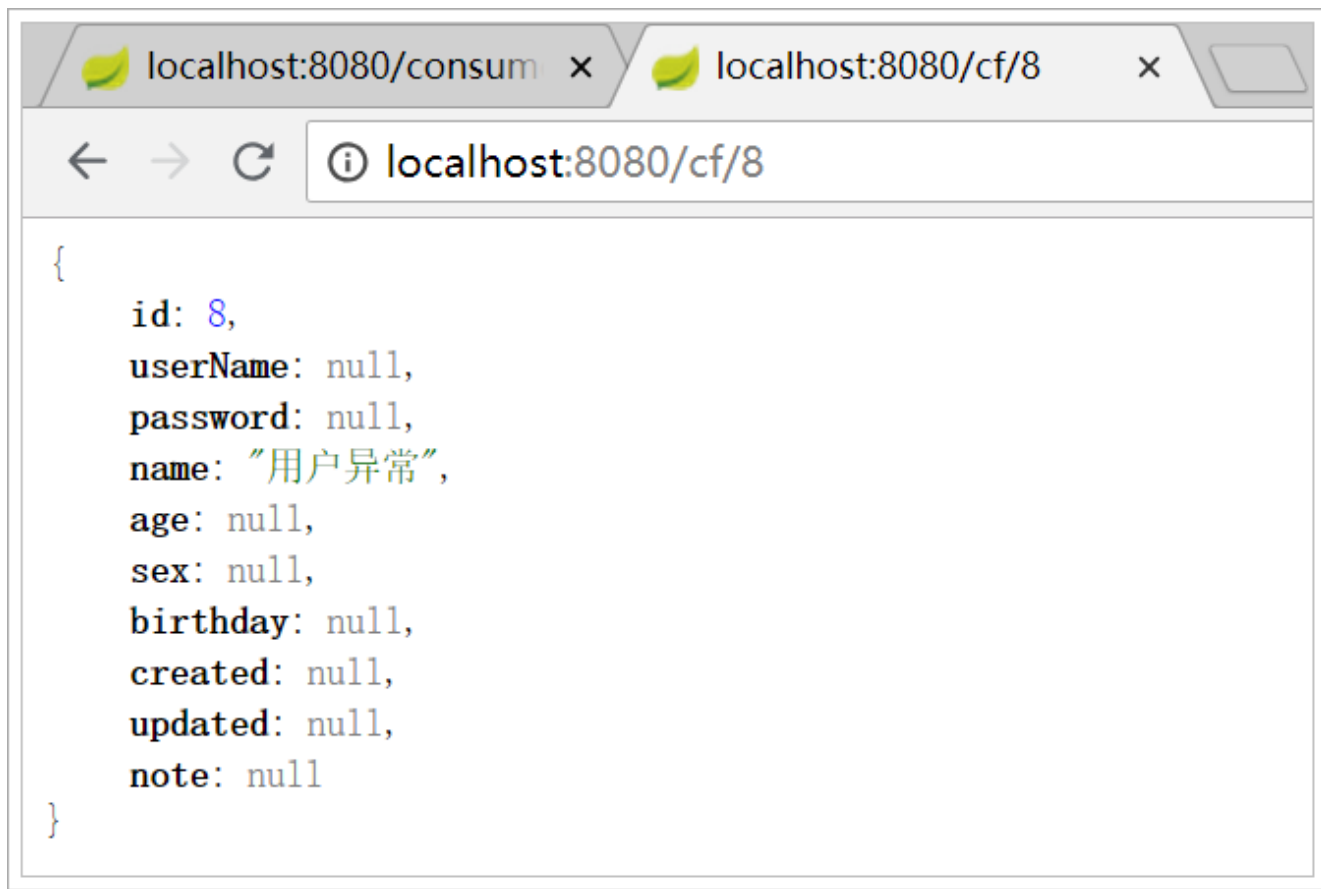 localhost:8080/consum
localhost:8080/cf/8
localhost:8080/cf/8
{
id: 8,
userName: null,
password: null,
name: "用户异常",
age: null,
sex: null,
birthday: null,
created: null,
updated: null,
note: null
}